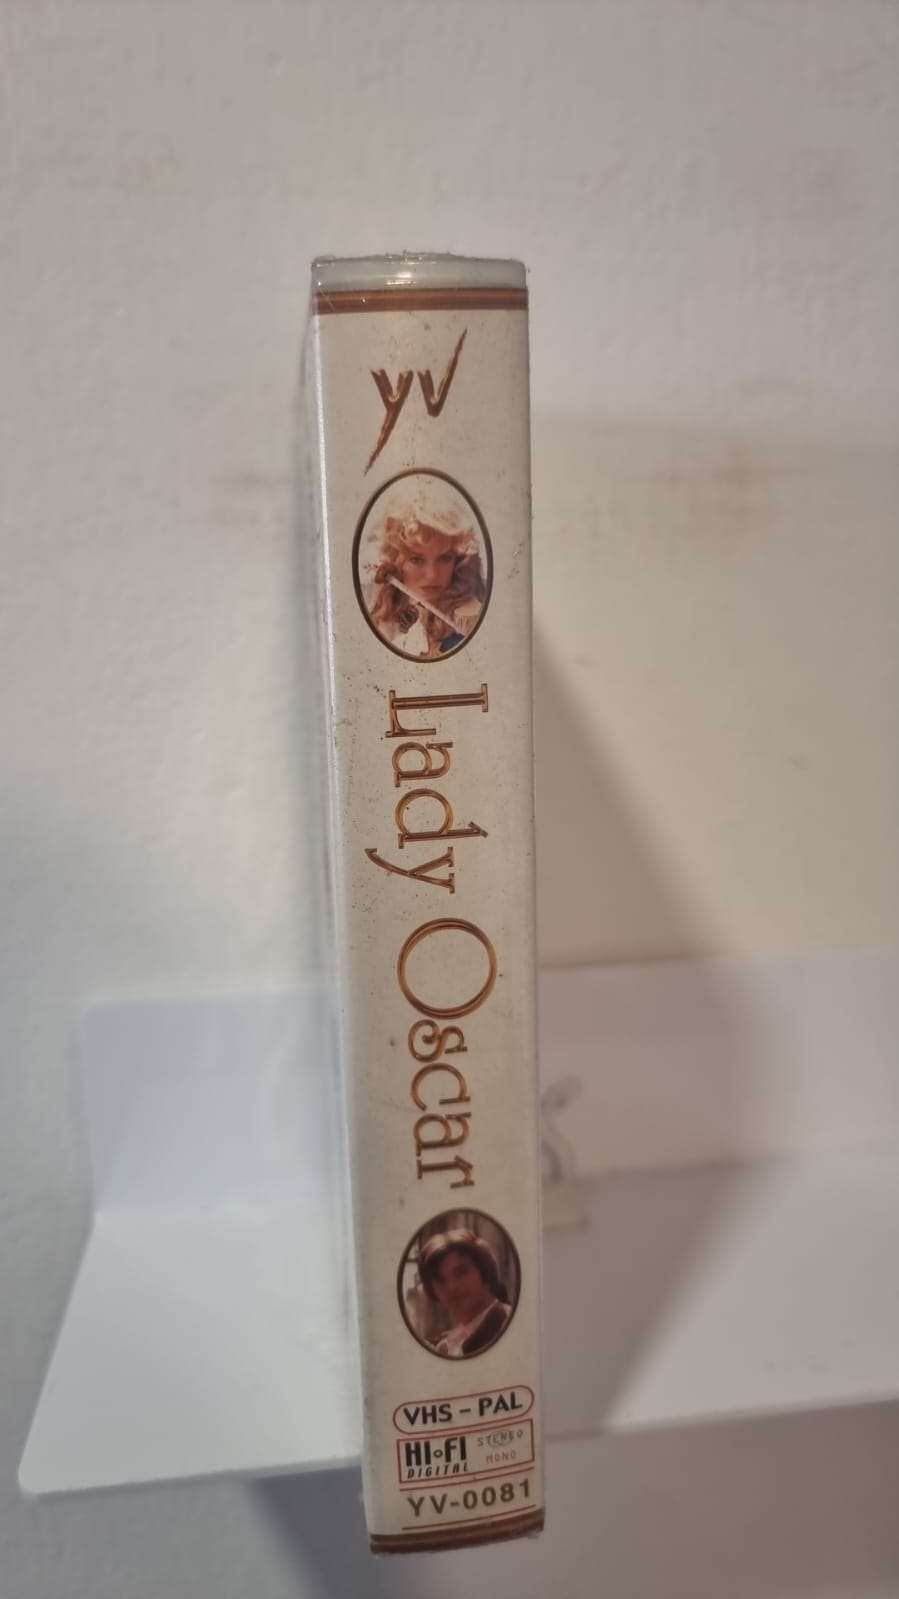 yv
Lady Oscar
VHS - PAL
HI-FI STEREO
DIGITAL MONO
YV-0081